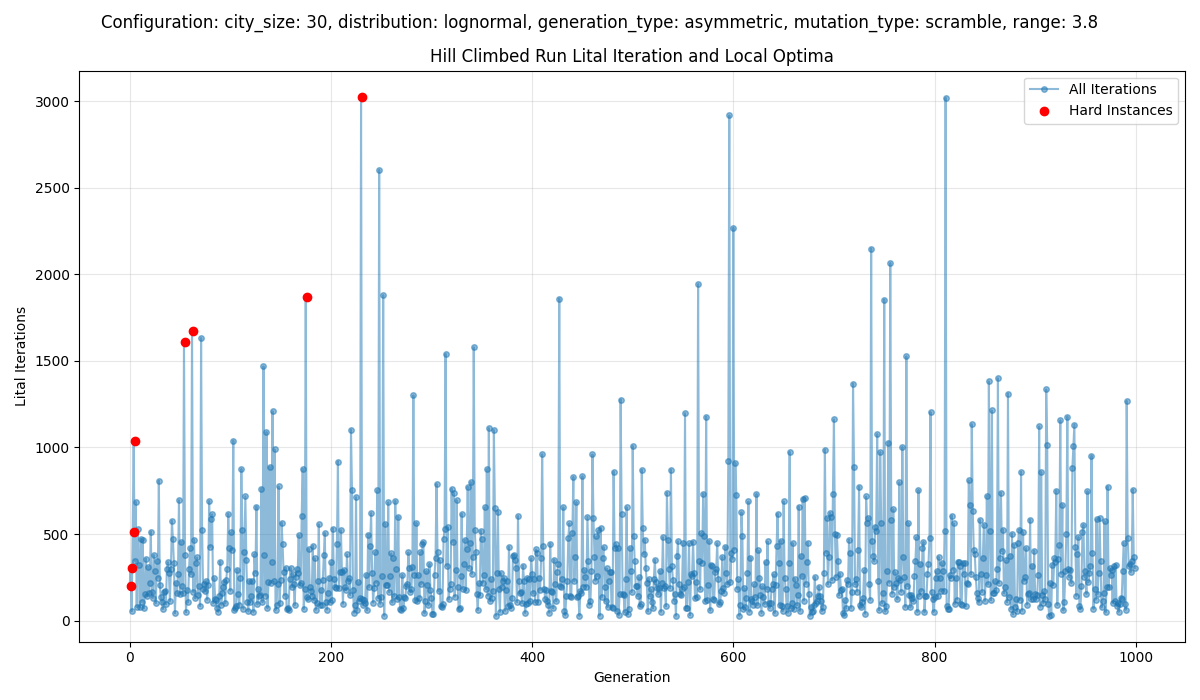 Configuration: city_size: 30, distribution: lognormal, generation_type: asymmetric, mutation_type: scramble, range: 3.8
Hill Climbed Run Lital Iteration and Local Optima
All Iterations
Hard Instances
3000
2500
2000
1500
1000
500
0
Lital Iterations
0 200 400 600 800 1000
Generation